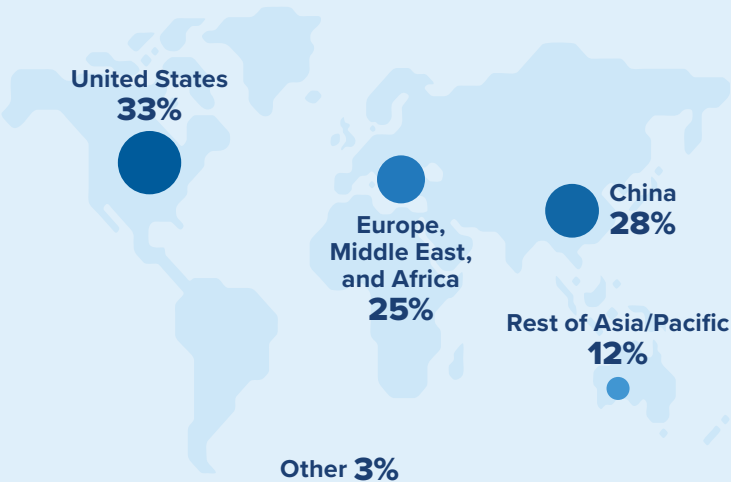 United States
33%
Europe,
Middle East,
and Africa
25%
China
28%
Rest of Asia/Pacific
12%
Other 3%